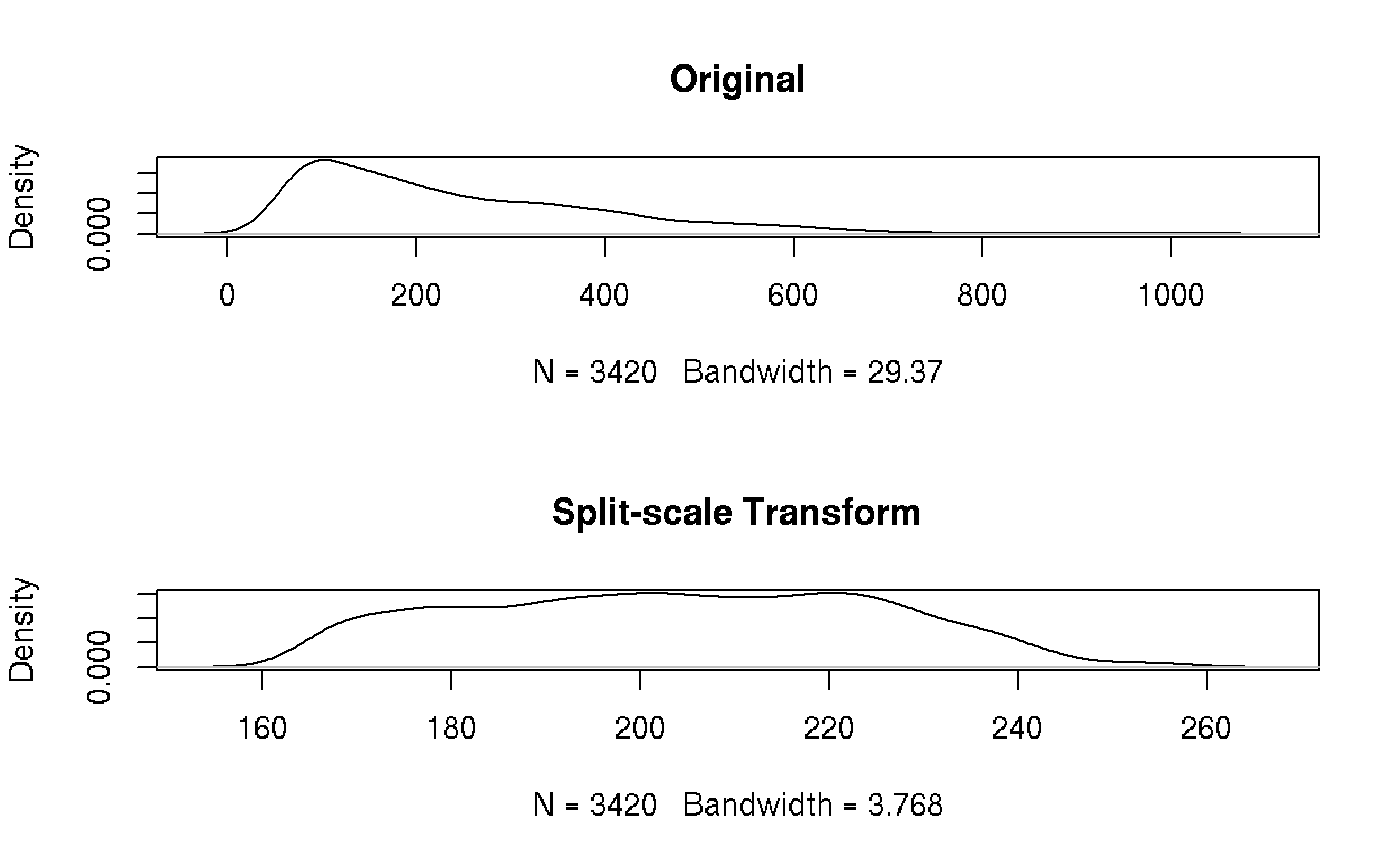 Original
Density
0.000
0 200 400 600 800 1000
N = 3420 Bandwidth = 29.37
Split-scale Transform
Density
0.000
160 180 200 220 240 260
N = 3420 Bandwidth = 3.768